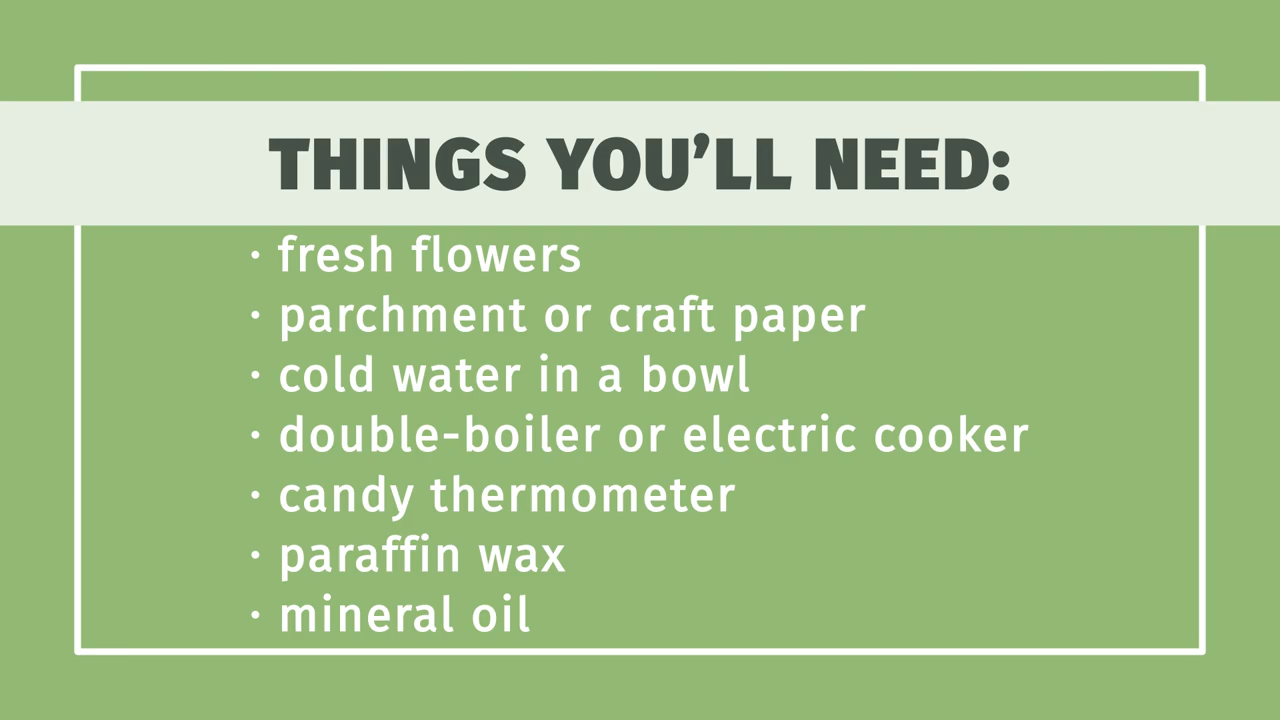 THINGS YOU’LL NEED:
· fresh flowers
· parchment or craft paper
· cold water in a bowl
· double-boiler or electric cooker
· candy thermometer
· paraffin wax
· mineral oil